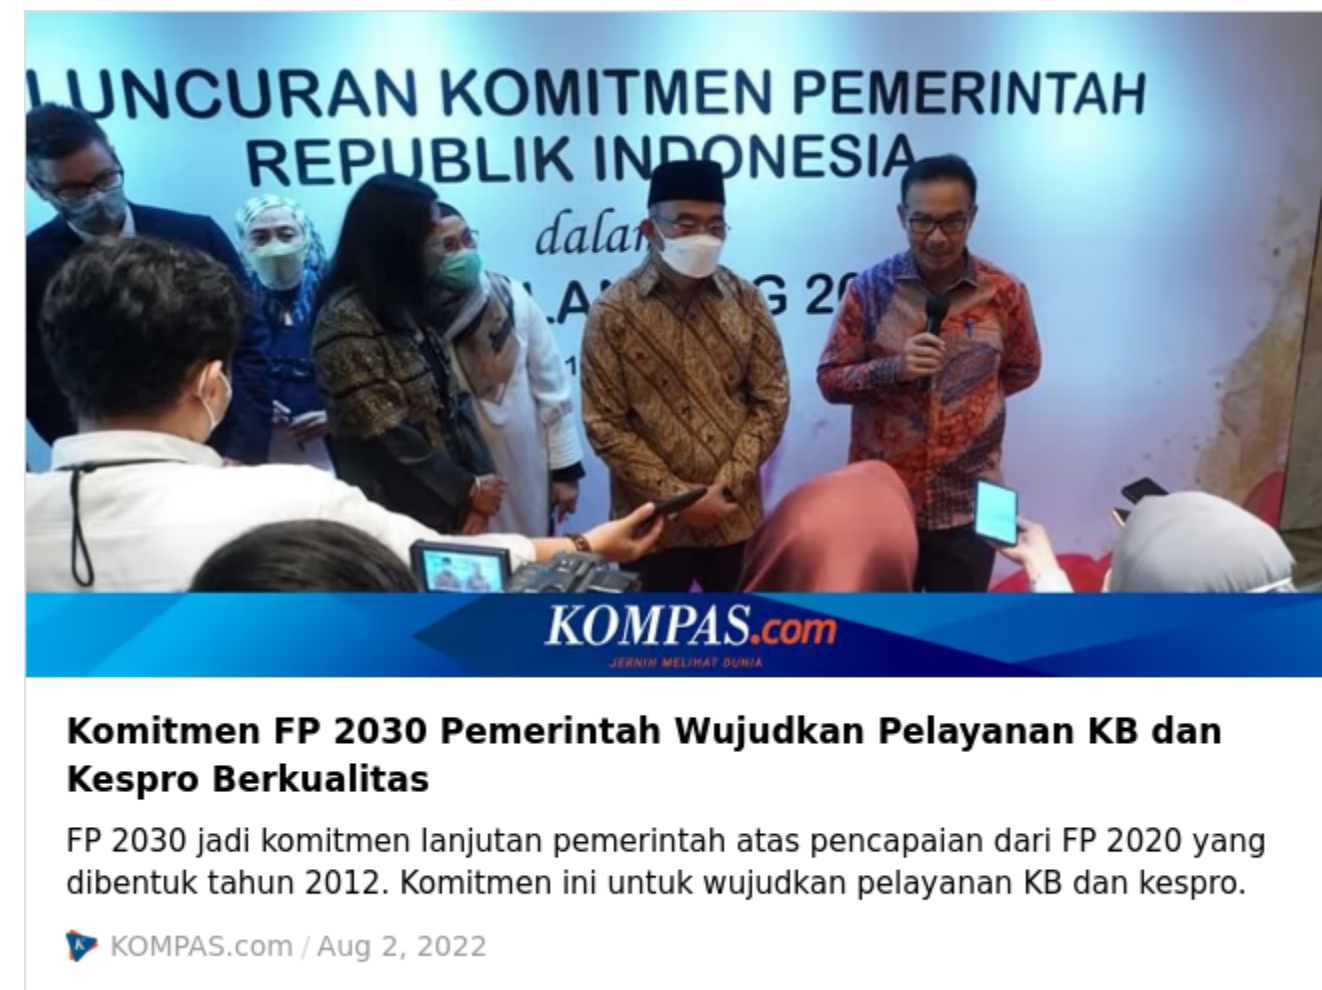 LUNCURAN KOMITMEN PEMERINTAH
REPUBLIK INDONESIA
KOMPAS.com
JERNIH MELIHAT DUNIA
Komitmen FP 2030 Pemerintah Wujudkan Pelayanan KB dan
Kespro Berkualitas
FP 2030 jadi komitmen lanjutan pemerintah atas pencapaian dari FP 2020 yang
dibentuk tahun 2012. Komitmen ini untuk wujudkan pelayanan KB dan kespro.
KOMPAS.com / Aug 2, 2022